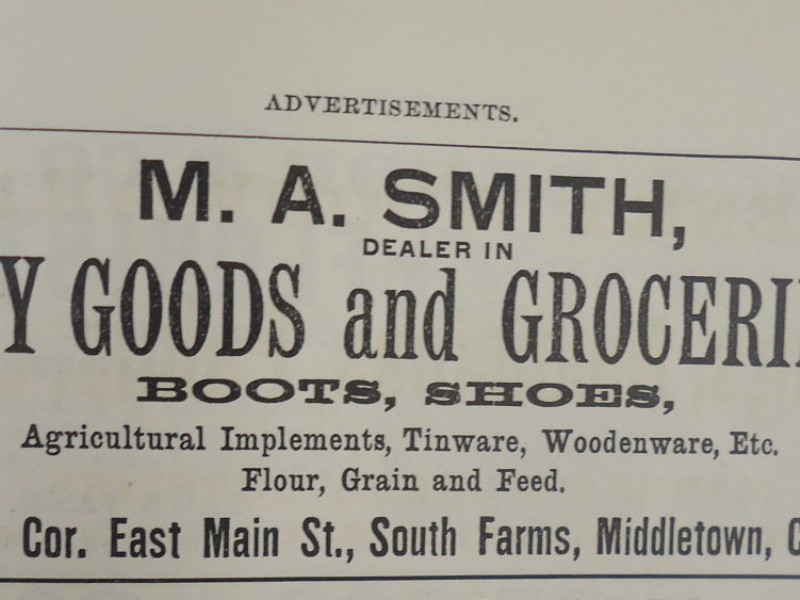 ADVERTISEMENTS.
M. A. SMITH,
DEALER IN
Y GOODS and GROCERI
BOOTS, SHOES,
Agricultural Implements, Tinware, Woodenware, Etc.
Flour, Grain and Feed.
Cor. East Main St., South Farms, Middletown, C